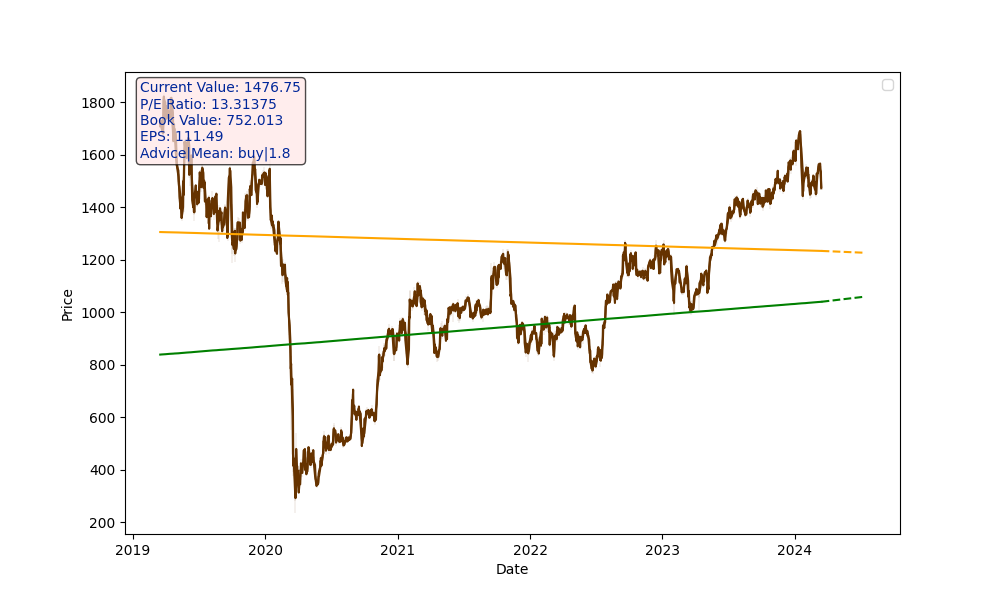 Current Value: 1476.75
P/E Ratio: 13.31375
Book Value: 752.013
EPS: 111.49
Advice|Mean: buy|1.8
1800
1600
1400
1200
1000
800
600
400
200
Price
2019 2020 2021 2022 2023 2024
Date